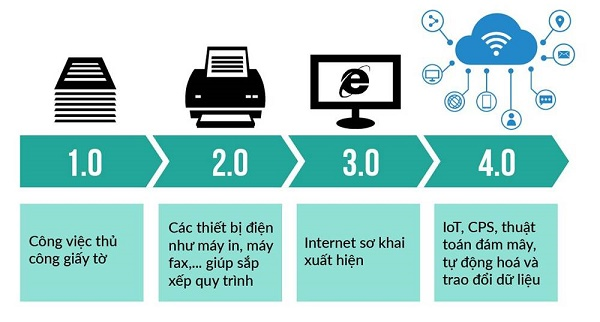 1.0
2.0
3.0
4.0
Công việc thủ
công giấy tờ
Các thiết bị điện
như máy in, máy
fax,... giúp sắp
xếp quy trình
Internet sơ khai
xuất hiện
IoT, CPS, thuật
toán đám mây,
tự động hoá và
trao đổi dữ liệu